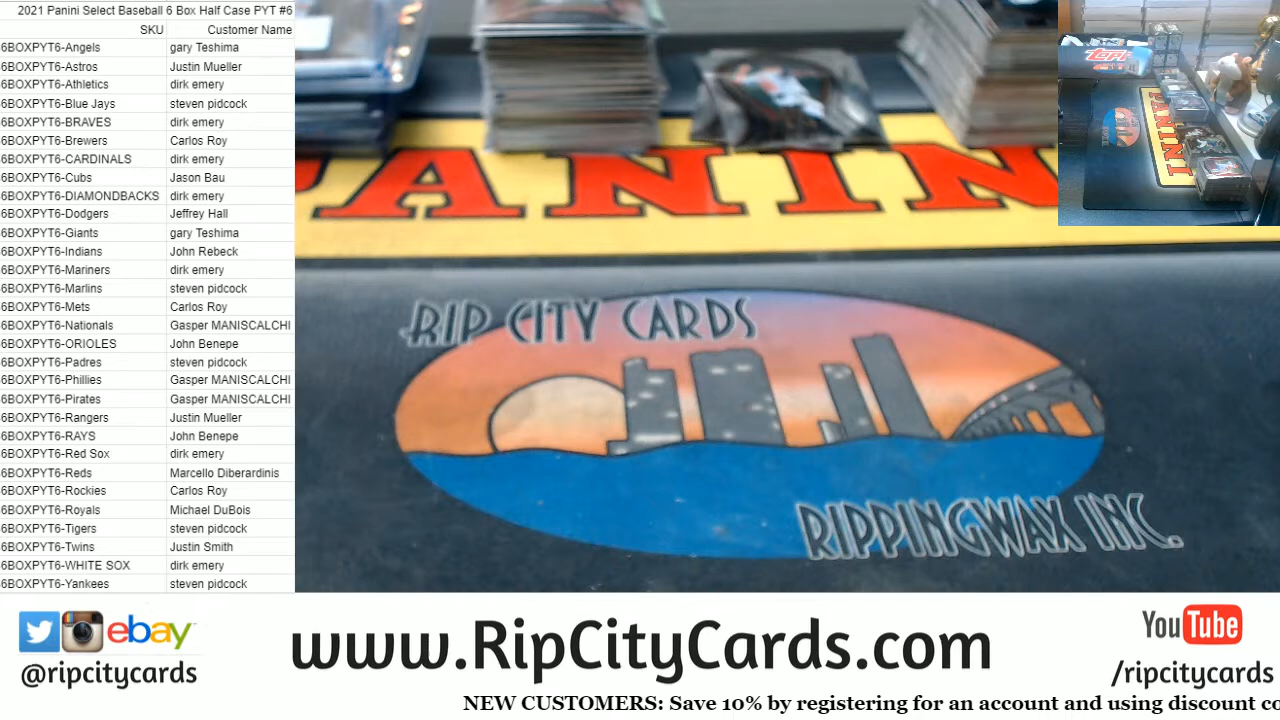 2021 Panini Select Baseball 6 Box Half Case PYT #6
SKU Customer Name
6BOXPYT6-Angels gary Teshima
6BOXPYT6-Astros Justin Mueller
6BOXPYT6-Athletics dirk emery
6BOXPYT6-Blue Jays steven pidcock
6BOXPYT6-BRAVES dirk emery
6BOXPYT6-Brewers Carlos Roy
6BOXPYT6-CARDINALS dirk emery
6BOXPYT6-Cubs Jason Bau
6BOXPYT6-DIAMONDBACKS dirk emery
6BOXPYT6-Dodgers Jeffrey Hall
6BOXPYT6-Giants gary Teshima
6BOXPYT6-Indians John Rebeck
6BOXPYT6-Mariners dirk emery
6BOXPYT6-Marlins steven pidcock
6BOXPYT6-Mets Carlos Roy
6BOXPYT6-Nationals Gasper MANISCALCHI
6BOXPYT6-ORIOLES John Benepe
6BOXPYT6-Padres steven pidcock
6BOXPYT6-Phillies Gasper MANISCALCHI
6BOXPYT6-Pirates Gasper MANISCALCHI
6BOXPYT6-Rangers Justin Mueller
6BOXPYT6-RAYS John Benepe
6BOXPYT6-Red Sox dirk emery
6BOXPYT6-Reds Marcello Diberardinis
6BOXPYT6-Rockies Carlos Roy
6BOXPYT6-Royals Michael DuBois
6BOXPYT6-Tigers steven pidcock
6BOXPYT6-Twins Justin Smith
6BOXPYT6-WHITE SOX dirk emery
6BOXPYT6-Yankees steven pidcock
PANINI
RIP CITY CARDS
RIPPINGWAX INC.
TOPPS
PANINI
ebay
@ripcitycards
www.RipCityCards.com
YouTube
/ripcitycards
NEW CUSTOMERS: Save 10% by registering for an account and using discount co